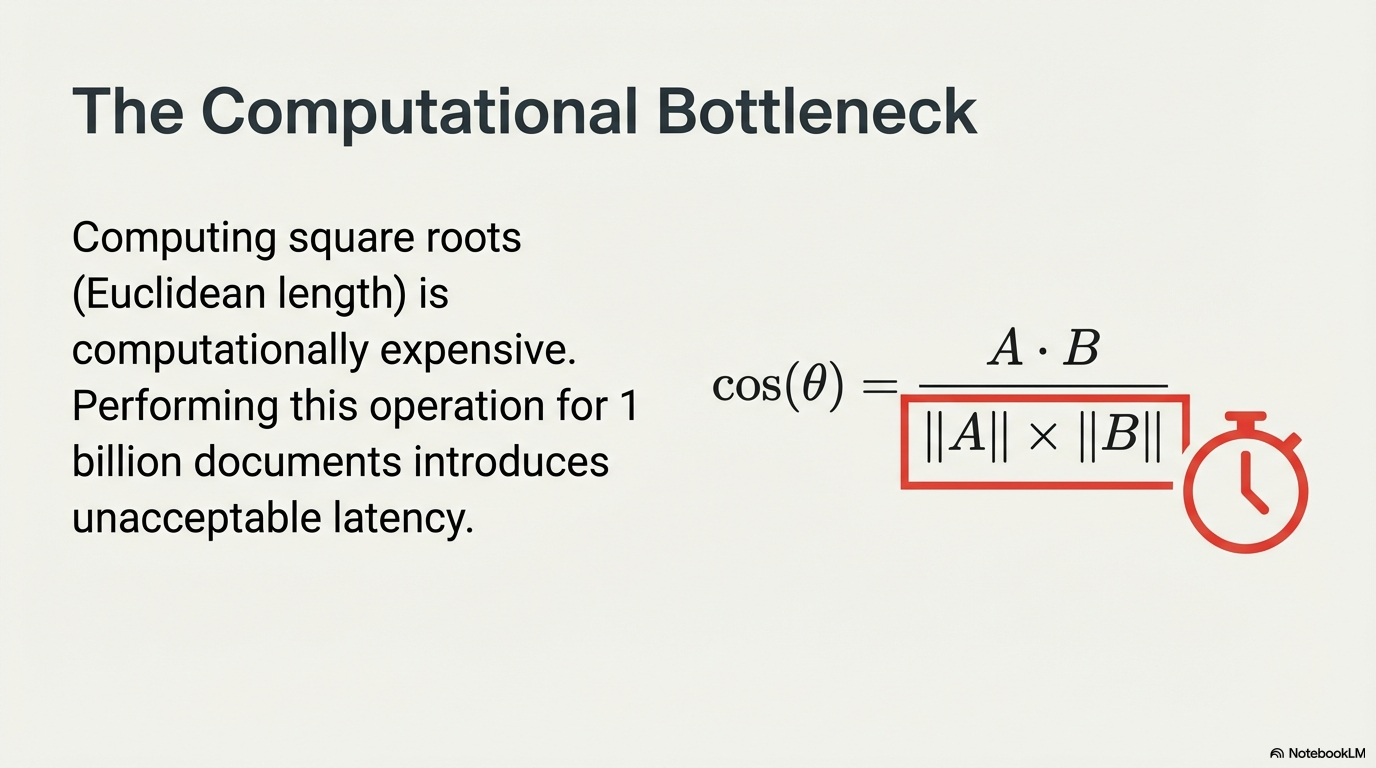 The Computational Bottleneck
Computing square roots
(Euclidean length) is
computationally expensive.
Performing this operation for 1
billion documents introduces
unacceptable latency.
cos(θ) = A · B
||A|| × ||B||
NotebookLM